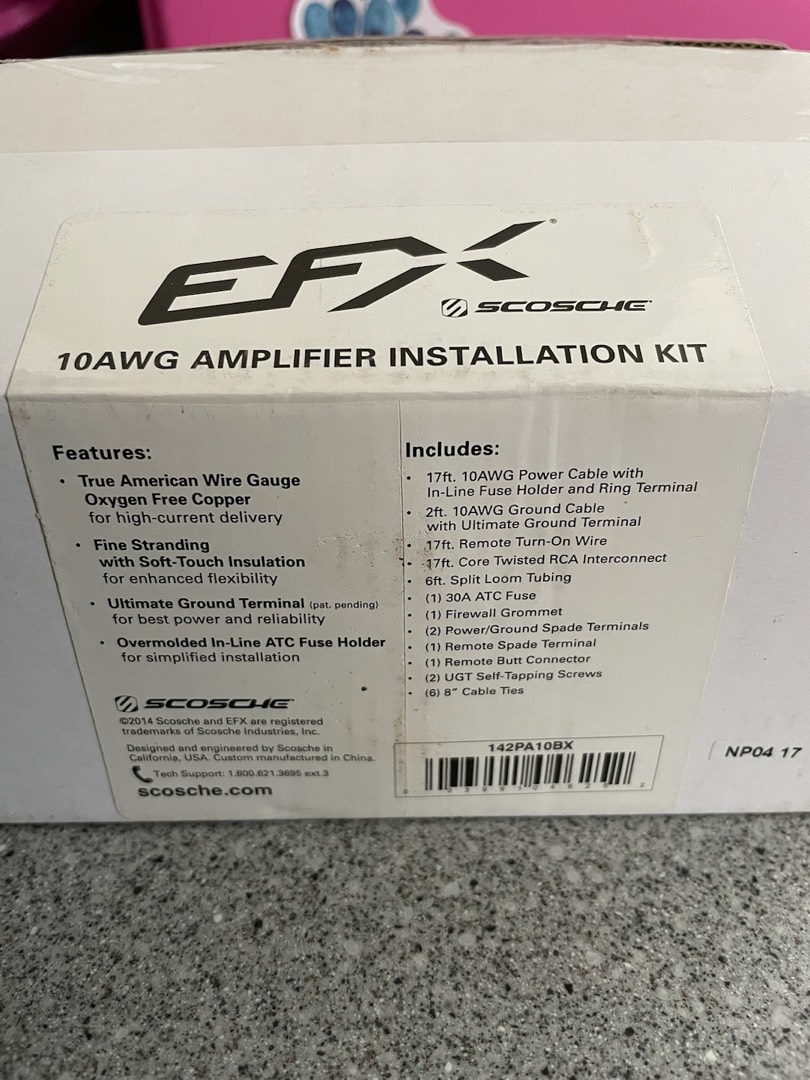 EFX®
SCOSCHE
10AWG AMPLIFIER INSTALLATION KIT
Features:
• True American Wire Gauge
Oxygen Free Copper
for high-current delivery
• Fine Stranding
with Soft-Touch Insulation
for enhanced flexibility
• Ultimate Ground Terminal (pat. pending)
for best power and reliability
• Overmolded In-Line ATC Fuse Holder
for simplified installation
SCOSCHE
©2014 Scosche and EFX are registered
trademarks of Scosche Industries, Inc.
Designed and engineered by Scosche in
California, USA. Custom manufactured in China.
Tech Support: 1.800.621.3695 ext.3
scosche.com
Includes:
• 17ft. 10AWG Power Cable with
In-Line Fuse Holder and Ring Terminal
• 2ft. 10AWG Ground Cable
with Ultimate Ground Terminal
• 17ft. Remote Turn-On Wire
• 17ft. Core Twisted RCA Interconnect
• 6ft. Split Loom Tubing
• (1) 30A ATC Fuse
• (1) Firewall Grommet
• (2) Power/Ground Spade Terminals
• (1) Remote Spade Terminal
• (1) Remote Butt Connector
• (2) UGT Self-Tapping Screws
• (6) 8" Cable Ties
142PA10BX
NP04 17